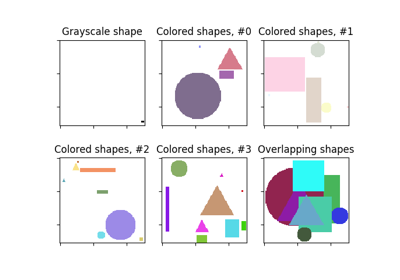 Grayscale shape
Colored shapes, #0
Colored shapes, #1
Colored shapes, #2
Colored shapes, #3
Overlapping shapes